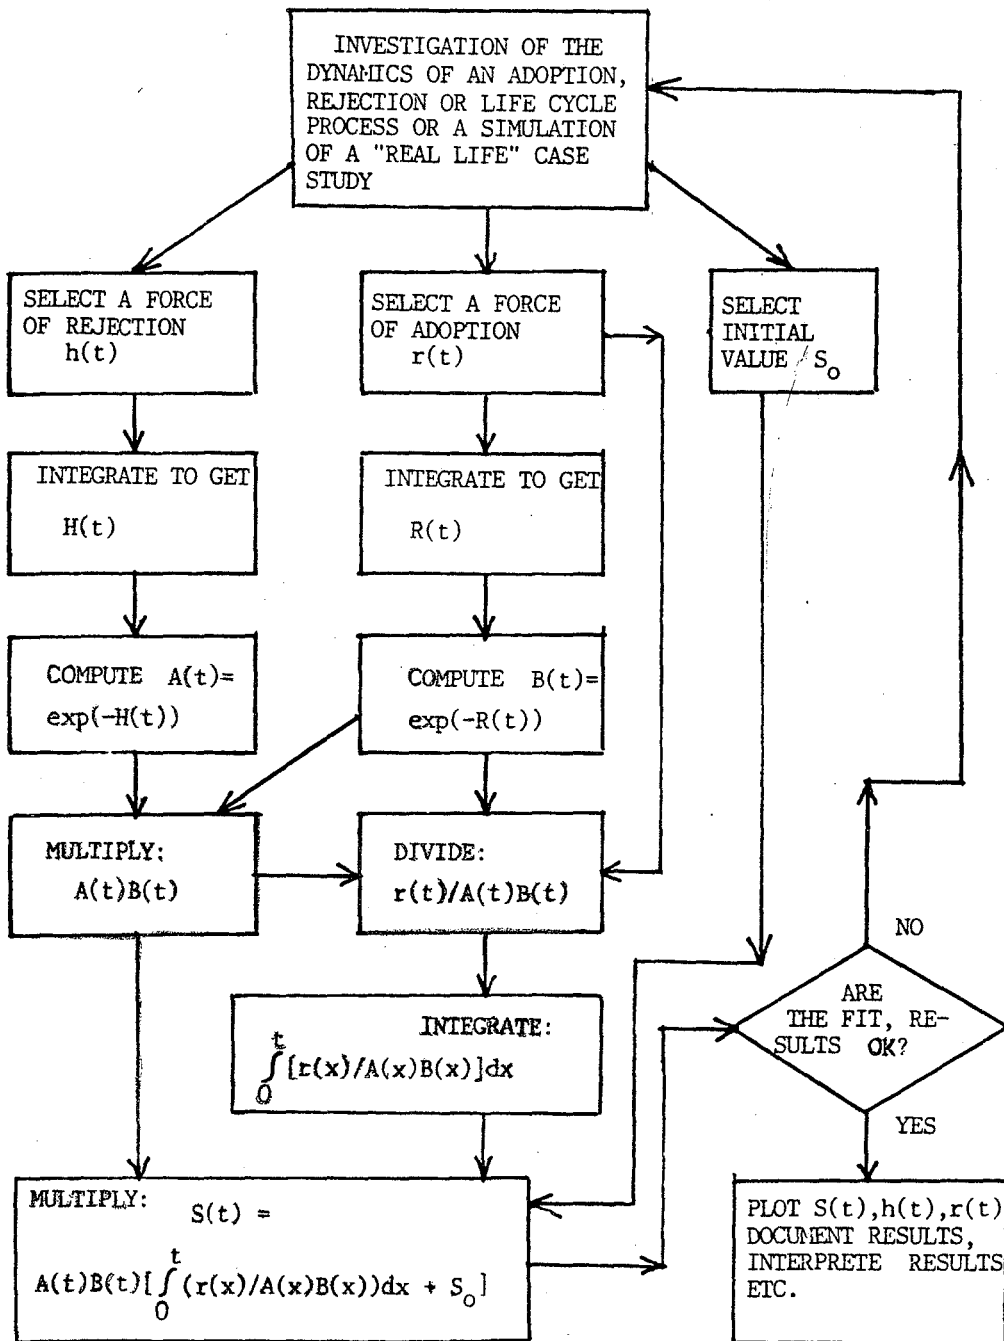 INVESTIGATION OF THE
DYNAMICS OF AN ADOPTION,
REJECTION OR LIFE CYCLE
PROCESS OR A SIMULATION
OF A "REAL LIFE" CASE
STUDY
SELECT A FORCE
OF REJECTION
h(t)
SELECT A FORCE
OF ADOPTION
r(t)
SELECT
INITIAL
VALUE S₀
INTEGRATE TO GET
H(t)
INTEGRATE TO GET
R(t)
COMPUTE A(t)=
exp(-H(t))
COMPUTE B(t)=
exp(-R(t))
MULTIPLY:
A(t)B(t)
DIVIDE:
r(t)/A(t)B(t)
INTEGRATE:
∫₀ᵗ[r(x)/A(x)B(x)]dx
MULTIPLY:
S(t) =
A(t)B(t)[∫₀ᵗ(r(x)/A(x)B(x))dx + S₀]
NO
ARE
THE FIT, RE-
SULTS OK?
YES
PLOT S(t),h(t),r(t)
DOCUMENT RESULTS,
INTERPRETE RESULTS
ETC.